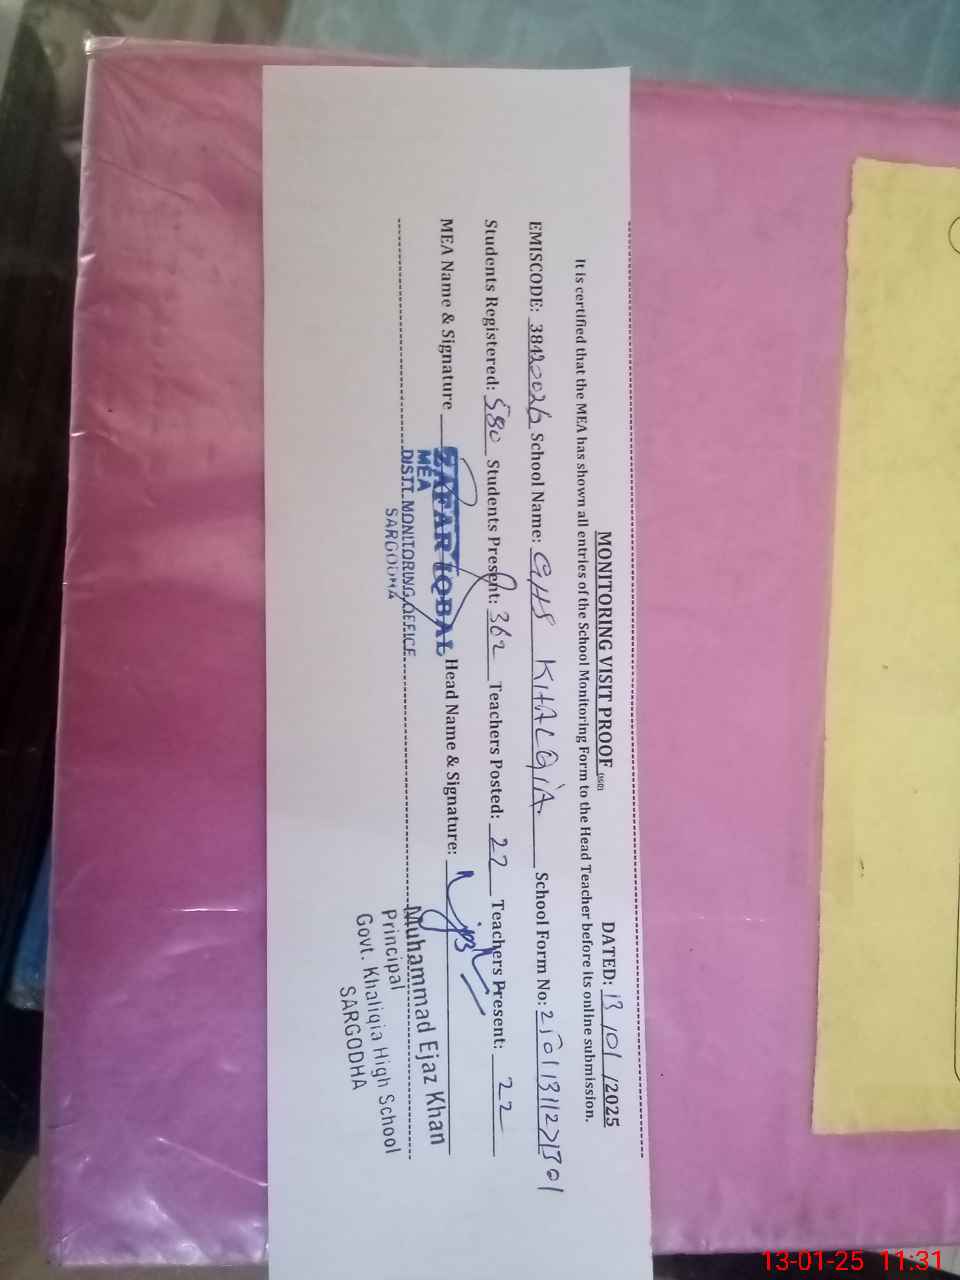 MONITORING VISIT PROOF DATED: 13/01/2025
It is certified that the MEA has shown all entries of the School Monitoring Form to the Head Teacher before its online submission.
EMISCODE: 38420026 School Name: GHS KHALQIA School Form No:
Students Registered: 580 Students Present: 362 Teachers Posted: 27 Teachers Present: 22
MEA Name & Signature Head Name & Signature:
ZAFAR IQBAL
MEA
DISTT. MONITORING OFFICE
SARGODHA
Muhammad Ejaz Khan
Principal
Govt. Khaliqia High School
SARGODHA
13-01-25 11:31